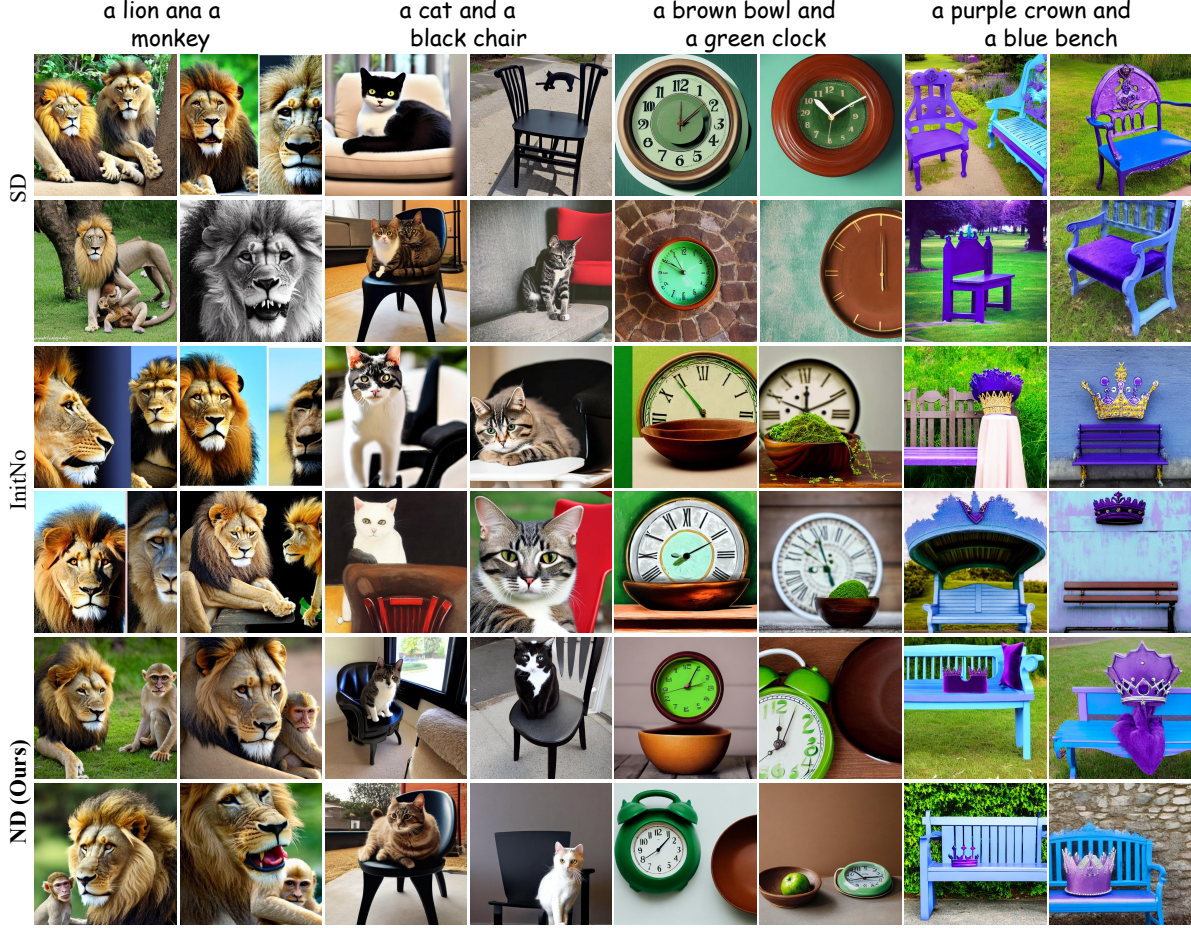 a lion ana a
monkey
a cat and a
black chair
a brown bowl and
a green clock
a purple crown and
a blue bench
SD
InitNo
ND (Ours)